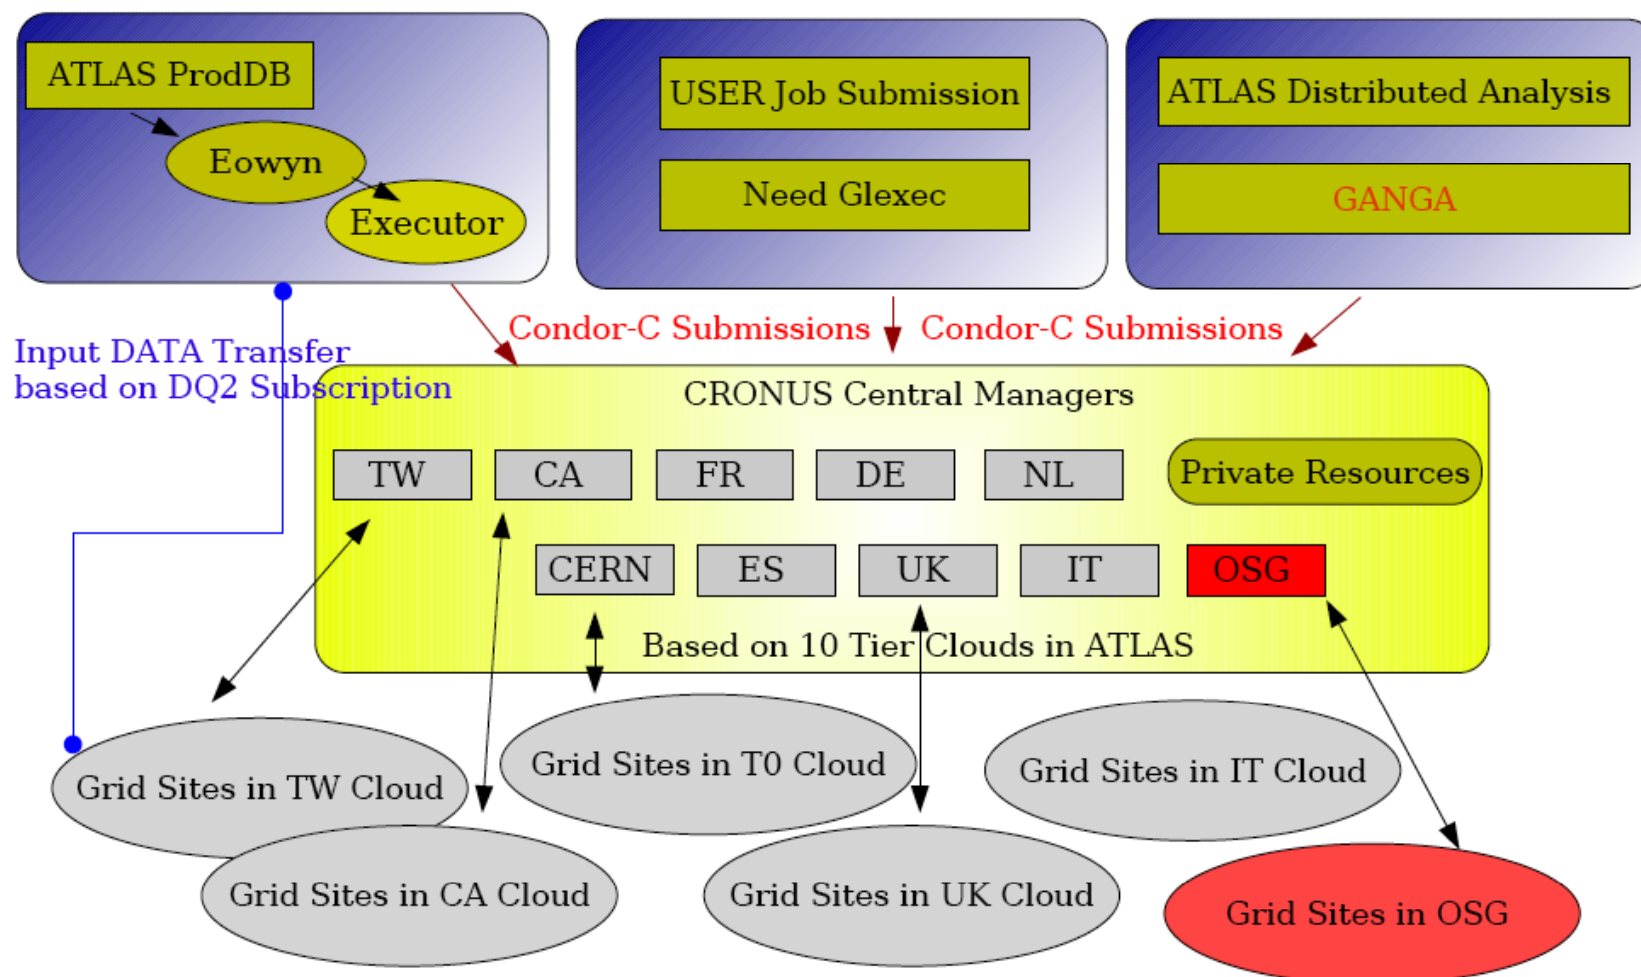 ATLAS ProdDB
Eowyn
Executor
USER Job Submission
Need Glexec
ATLAS Distributed Analysis
GANGA
Condor-C Submissions
Condor-C Submissions
Input DATA Transfer
based on DQ2 Subscription
CRONUS Central Managers
TW
CA
FR
DE
NL
Private Resources
CERN
ES
UK
IT
OSG
Based on 10 Tier Clouds in ATLAS
Grid Sites in TW Cloud
Grid Sites in T0 Cloud
Grid Sites in IT Cloud
Grid Sites in CA Cloud
Grid Sites in UK Cloud
Grid Sites in OSG